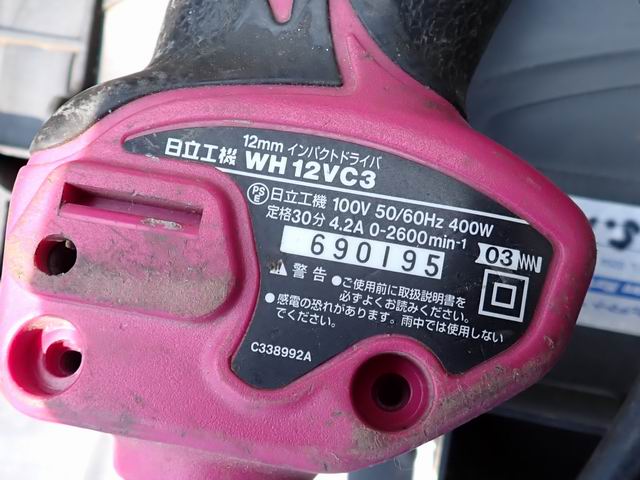 12mm インパクトドライバ
日立工機 WH 12VC3
PS E 日立工機 100V 50/60Hz 400W
定格30分 4.2A 0-2600min-1
690195 03 NNN
警告 ●ご使用前に取扱説明書を
必ずよくお読みください。
●感電の恐れがあります。雨中では使用しない
でください。
C338992A